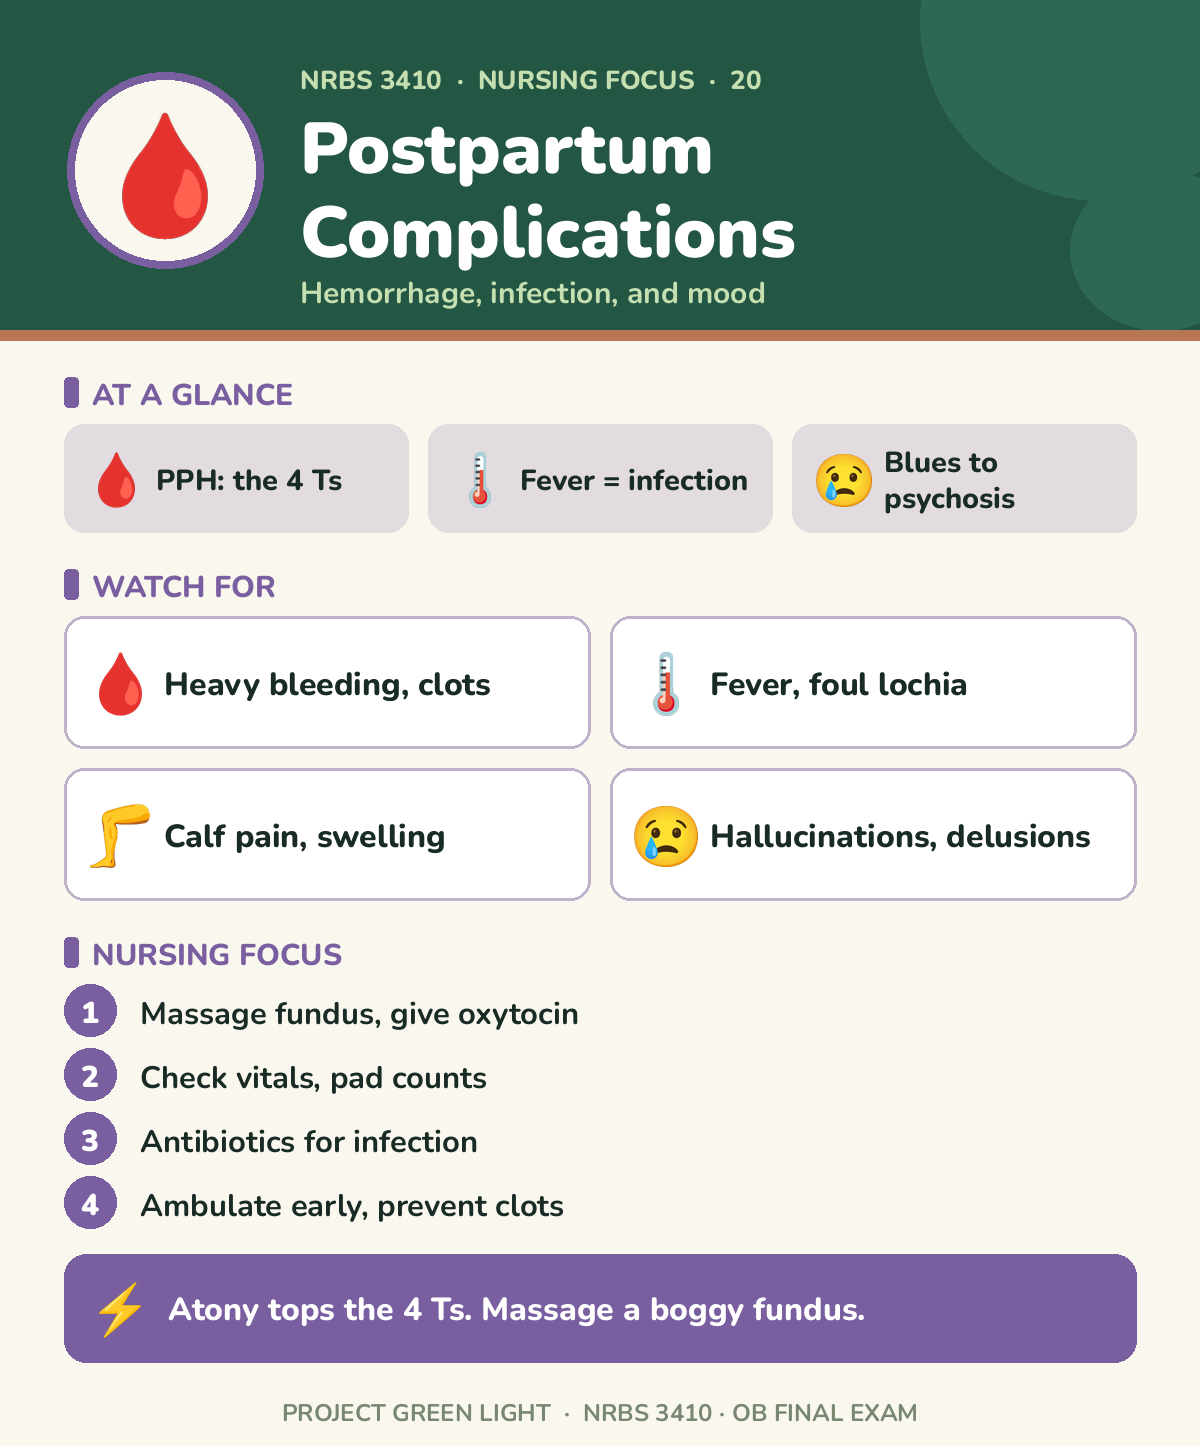 NRBS 3410 · NURSING FOCUS · 20
Postpartum
Complications
Hemorrhage, infection, and mood
AT A GLANCE
PPH: the 4 Ts
Fever = infection
Blues to
psychosis
WATCH FOR
Heavy bleeding, clots
Fever, foul lochia
Calf pain, swelling
Hallucinations, delusions
NURSING FOCUS
1 Massage fundus, give oxytocin
2 Check vitals, pad counts
3 Antibiotics for infection
4 Ambulate early, prevent clots
Atony tops the 4 Ts. Massage a boggy fundus.
PROJECT GREEN LIGHT · NRBS 3410 · OB FINAL EXAM